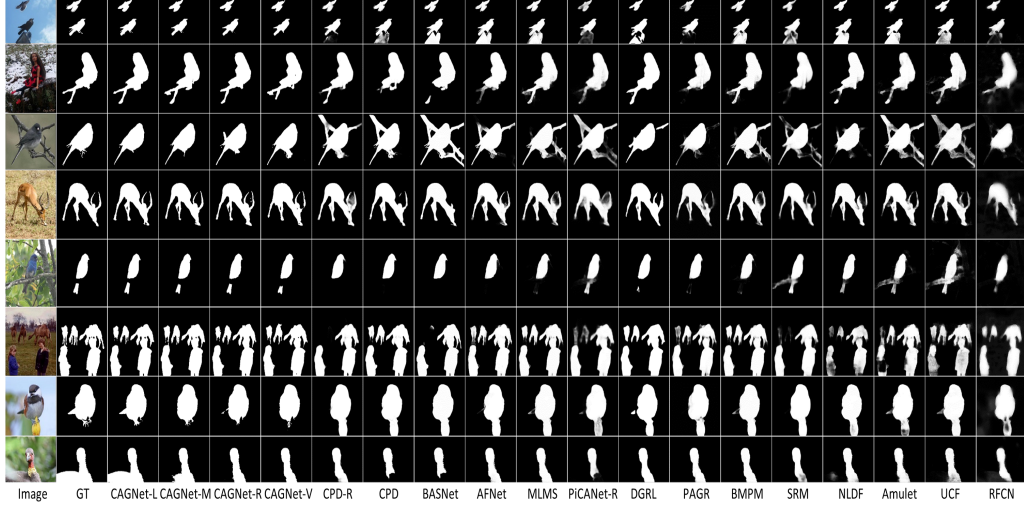 Image GT CAGNet-L CAGNet-M CAGNet-R CAGNet-V CPD-R CPD BASNet AFNet MLMS PiCANet-R DGRL PAGR BMPM SRM NLDF Amulet UCF RFCN